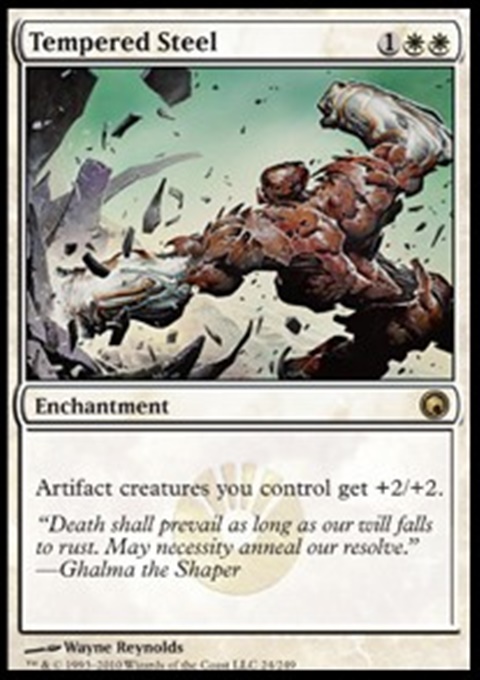 Tempered Steel 1
Enchantment
Artifact creatures you control get +2/+2.
“Death shall prevail as long as our will falls
to rust. May necessity anneal our resolve.”
—Ghalma the Shaper
Wayne Reynolds
™ & © 1993–2010 Wizards of the Coast LLC 24/249